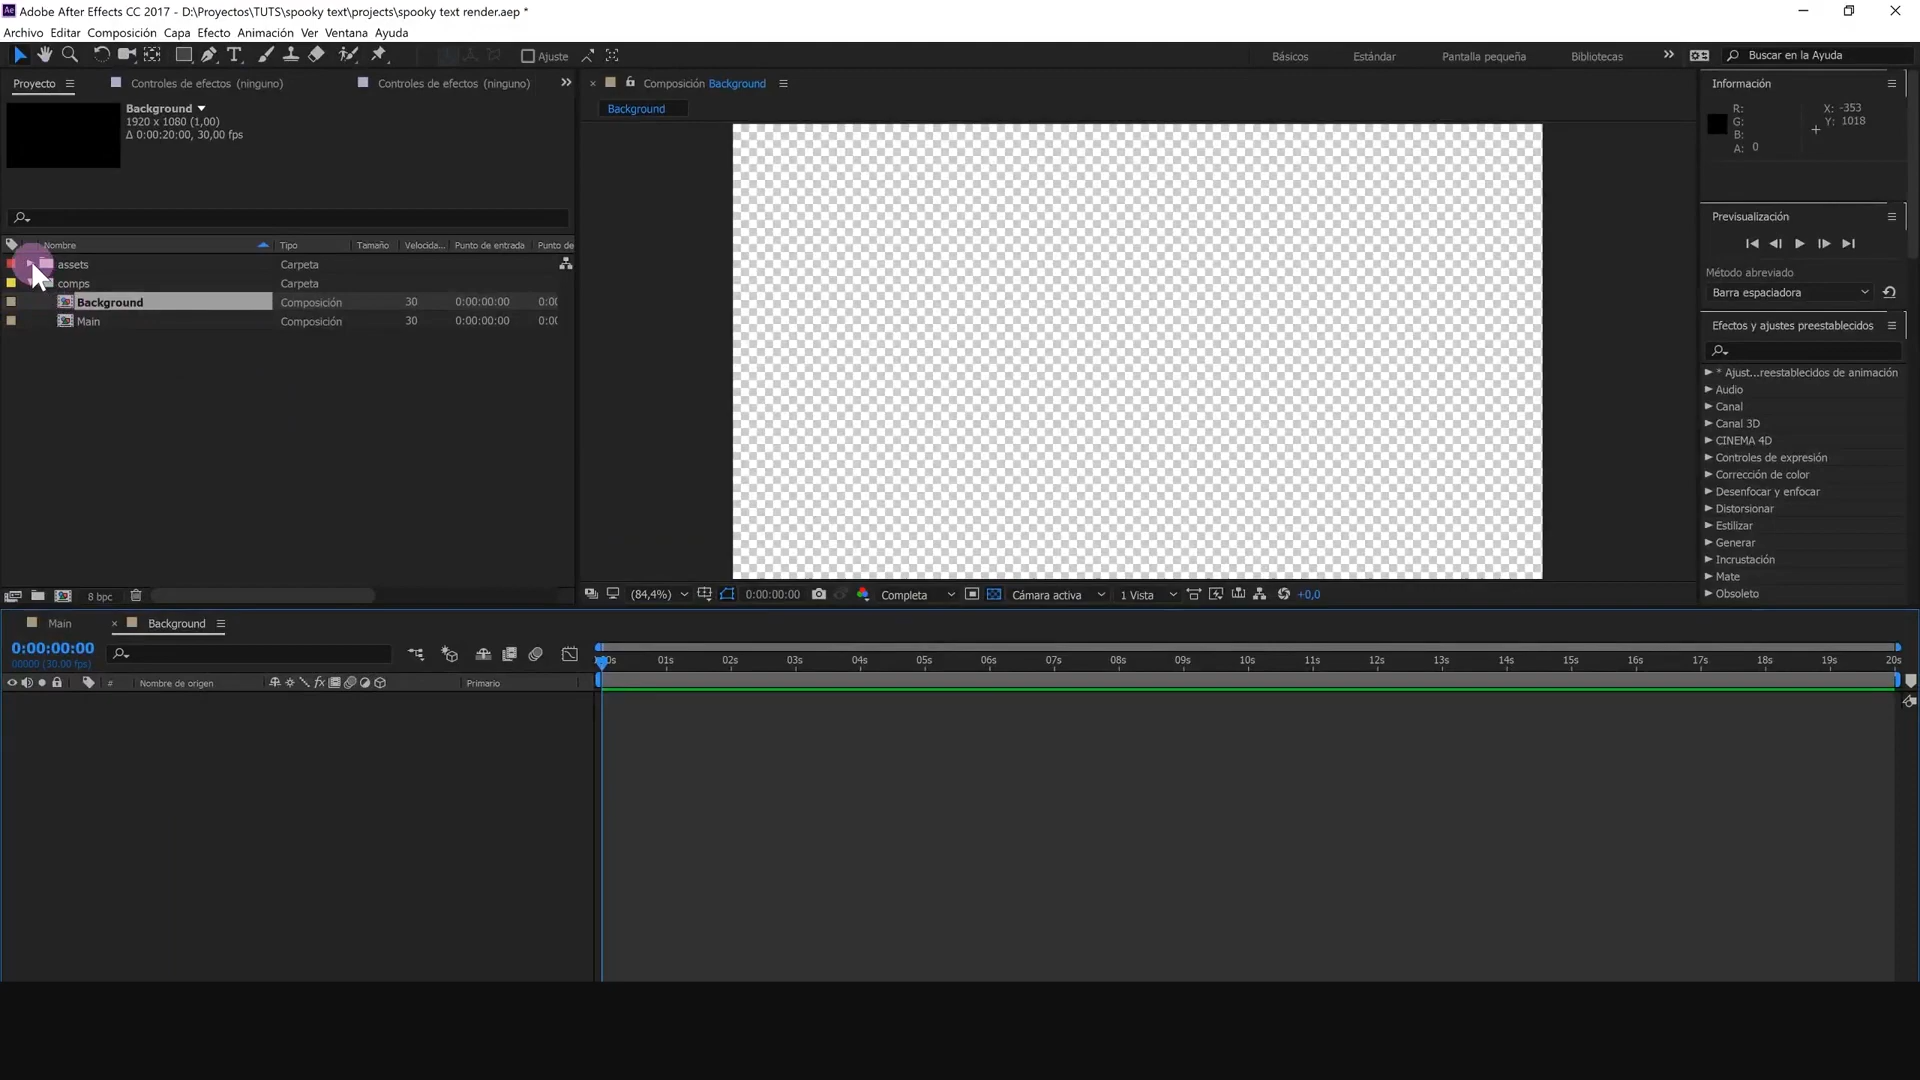 Adobe After Effects CC 2017 - D:\Proyectos\TUTS\spooky text\projects\spooky text render.aep *
Archivo Editar Composición Capa Efecto Animación Ver Ventana Ayuda
Ajuste
Básicos Estándar Pantalla pequeña Bibliotecas Buscar en la Ayuda
Proyecto Controles de efectos (ninguno) Controles de efectos (ninguno)
Background
1920 x 1080 (1,00)
Δ 0:00:20:00, 30,00 fps
Nombre Tipo Tamaño Velocida... Punto de entrada Punto de
assets Carpeta
comps Carpeta
Background Composición 30 0:00:00:00 0:00
Main Composición 30 0:00:00:00 0:00
8 bpc
Composición Background
Background
(84,4%) 0:00:00:00 Completa Cámara activa 1 Vista +0,0
Información
R: X: -353
G: Y: 1018
B:
A: 0
Previsualización
Método abreviado
Barra espaciadora
Efectos y ajustes preestablecidos
* Ajust...reestablecidos de animación
Audio
Canal
Canal 3D
CINEMA 4D
Controles de expresión
Corrección de color
Desenfocar y enfocar
Distorsionar
Estilizar
Generar
Incrustación
Mate
Obsoleto
Main × Background
0:00:00:00
00000 (30.00 fps)
# Nombre de origen fx Primario
00s 01s 02s 03s 04s 05s 06s 07s 08s 09s 10s 11s 12s 13s 14s 15s 16s 17s 18s 19s 20s